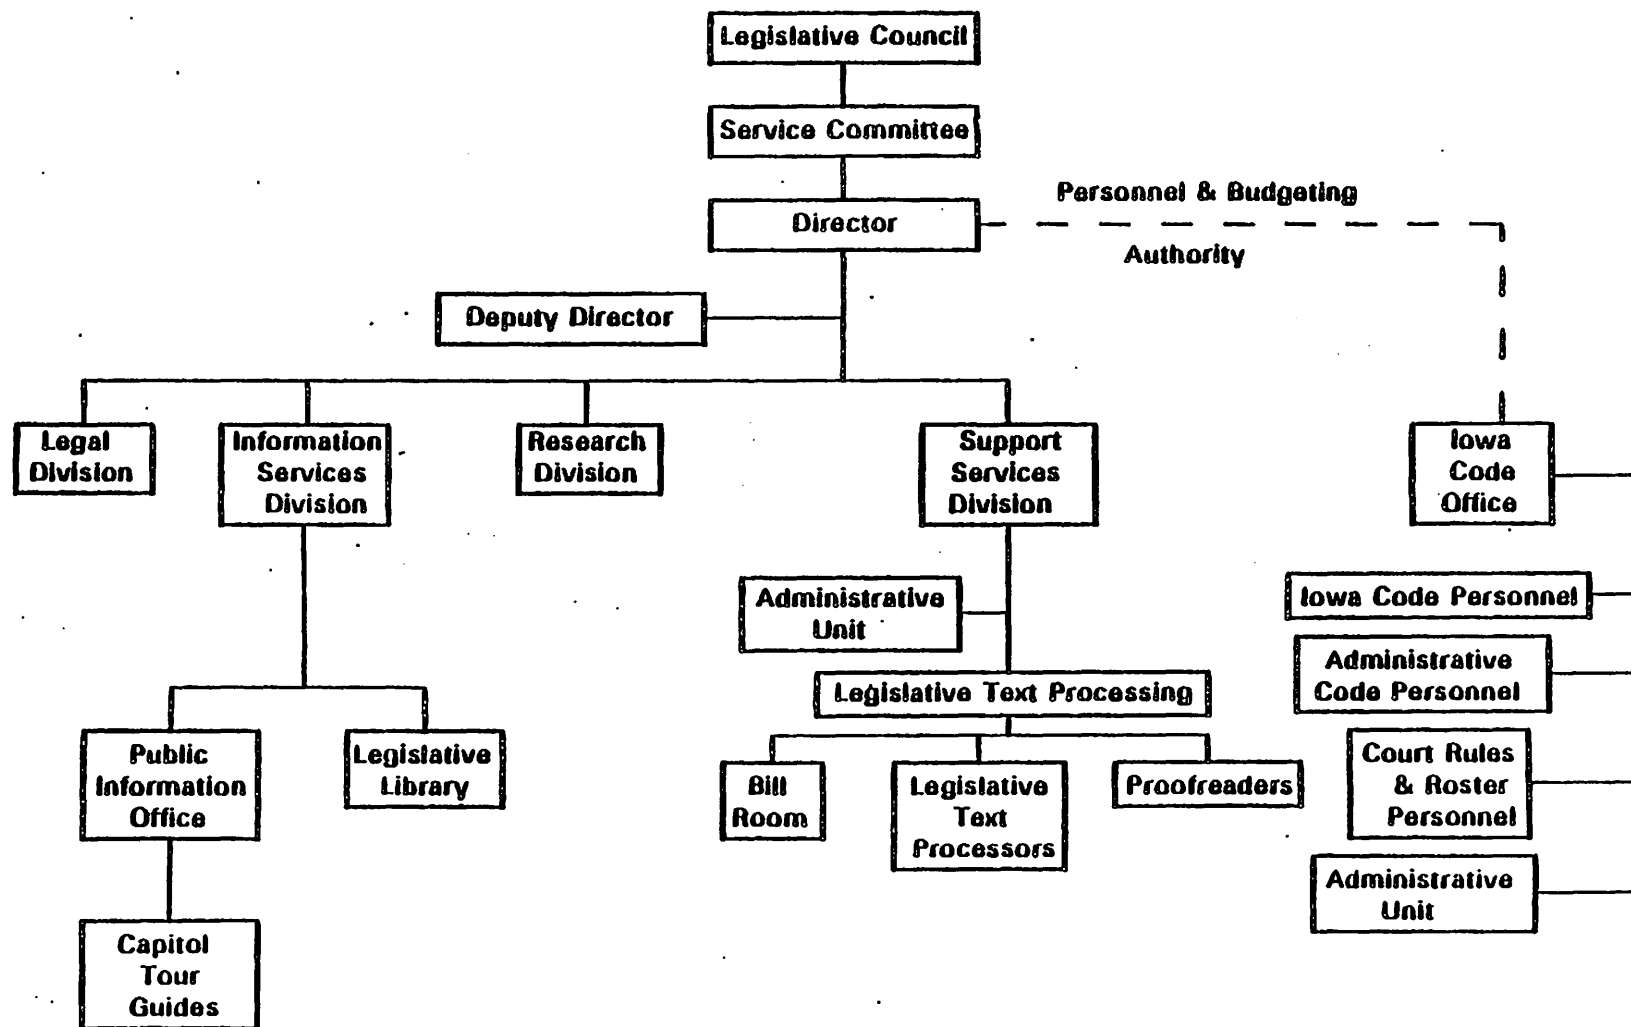 Legislative Council
Service Committee
Director
Personnel & Budgeting
Authority
Deputy Director
Legal
Division
Information
Services
Division
Research
Division
Support
Services
Division
Iowa
Code
Office
Administrative
Unit
Legislative Text Processing
Iowa Code Personnel
Administrative
Code Personnel
Public
Information
Office
Legislative
Library
Bill
Room
Legislative
Text
Processors
Proofreaders
Court Rules
& Roster
Personnel
Administrative
Unit
Capitol
Tour
Guides